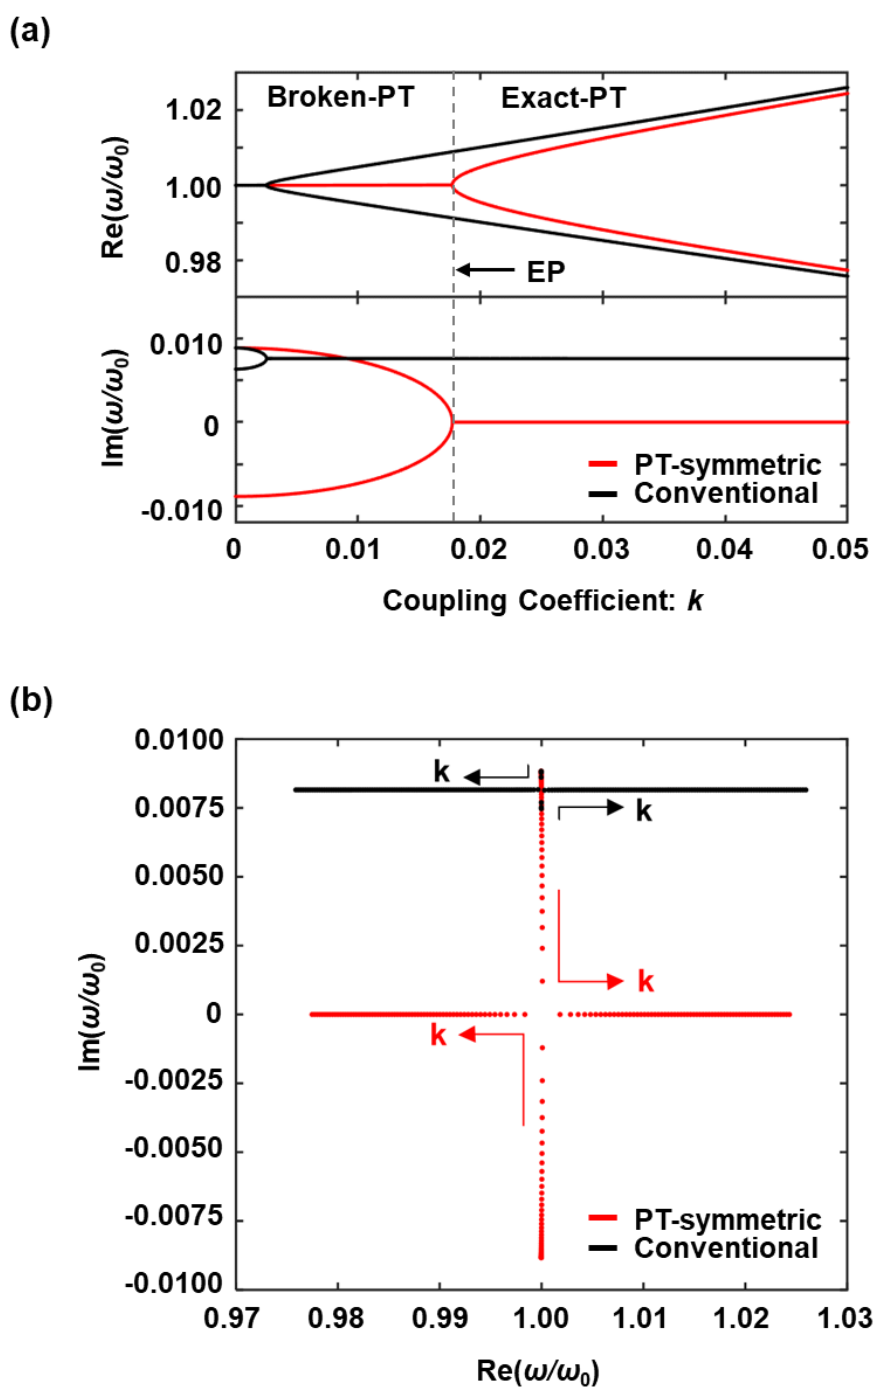 (a)
Broken-PT Exact-PT
1.02
1.00
0.98
Re(ω/ω0)
EP
0.010
0
-0.010
Im(ω/ω0)
PT-symmetric
Conventional
0 0.01 0.02 0.03 0.04 0.05
Coupling Coefficient: k
(b)
0.0100
0.0075
0.0050
0.0025
0
-0.0025
-0.0050
-0.0075
-0.0100
Im(ω/ω0)
k
k
k
k
PT-symmetric
Conventional
0.97 0.98 0.99 1.00 1.01 1.02 1.03
Re(ω/ω0)